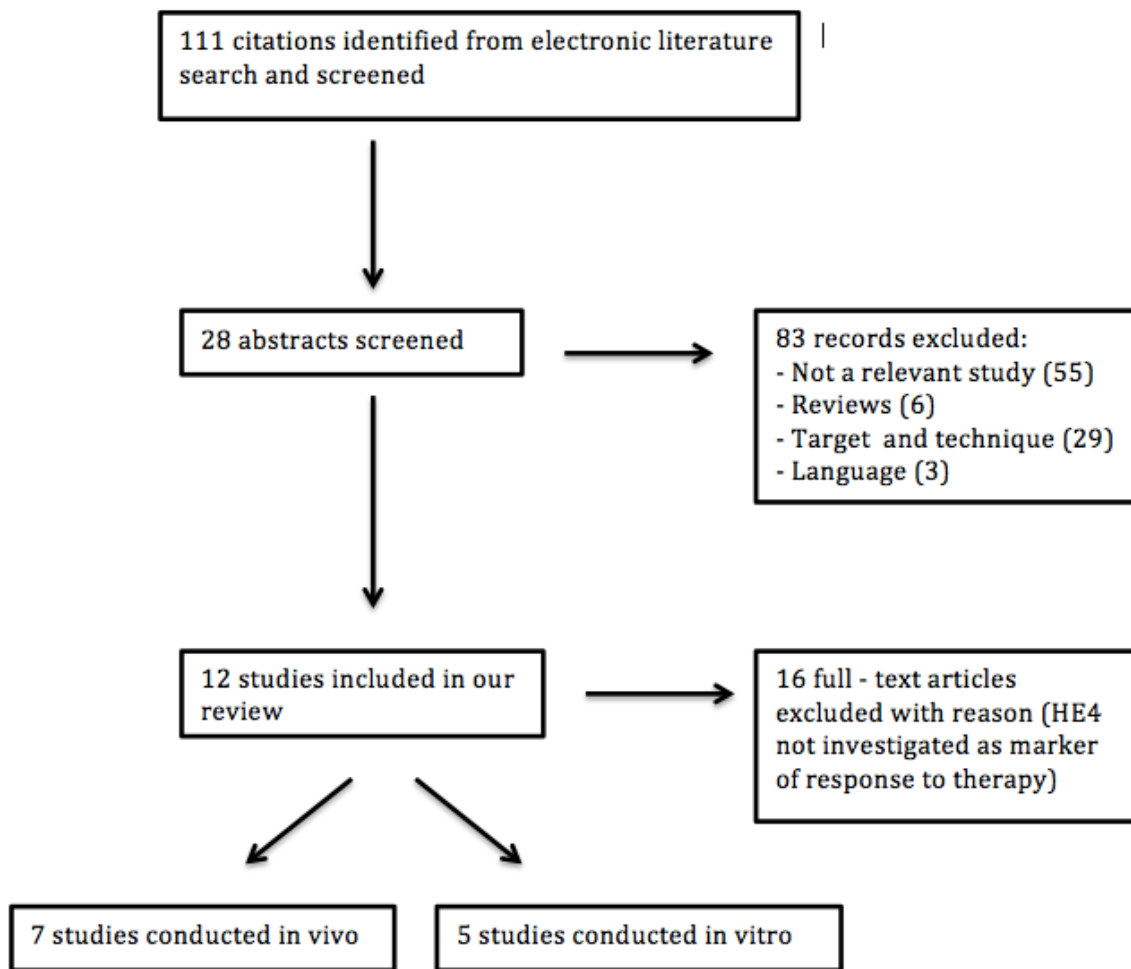 111 citations identified from electronic literature
search and screened
28 abstracts screened
83 records excluded:
- Not a relevant study (55)
- Reviews (6)
- Target and technique (29)
- Language (3)
12 studies included in our
review
16 full - text articles
excluded with reason (HE4
not investigated as marker
of response to therapy)
7 studies conducted in vivo
5 studies conducted in vitro